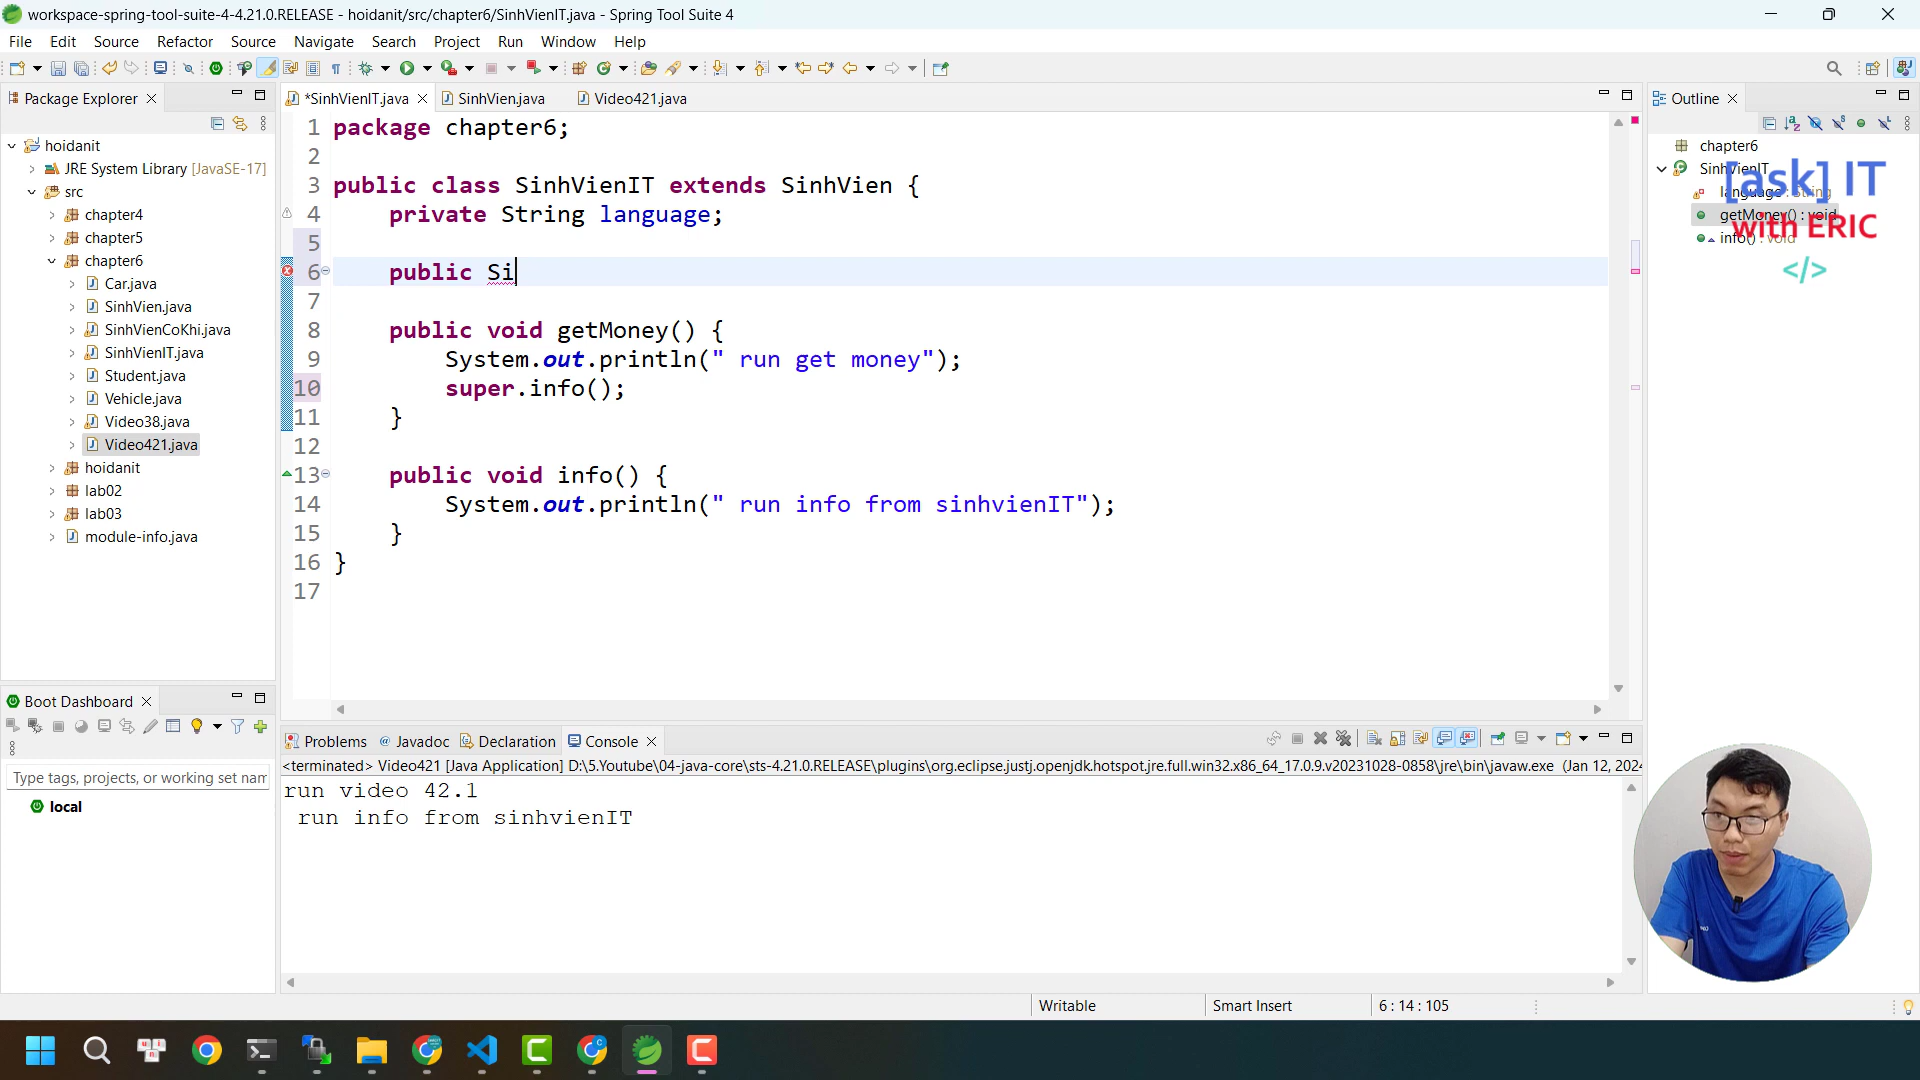 workspace-spring-tool-suite-4-4.21.0.RELEASE - hoidanit/src/chapter6/SinhVienIT.java - Spring Tool Suite 4
File Edit Source Refactor Source Navigate Search Project Run Window Help
Package Explorer
hoidanit
JRE System Library [JavaSE-17]
src
chapter4
chapter5
chapter6
Car.java
SinhVien.java
SinhVienCoKhi.java
SinhVienIT.java
Student.java
Vehicle.java
Video38.java
Video421.java
hoidanit
lab02
lab03
module-info.java
Boot Dashboard
Type tags, projects, or working set nam
local
*SinhVienIT.java SinhVien.java Video421.java
1 package chapter6;
2
3 public class SinhVienIT extends SinhVien {
4 private String language;
5
6 public Si
7
8 public void getMoney() {
9 System.out.println(" run get money");
10 super.info();
11 }
12
13 public void info() {
14 System.out.println(" run info from sinhvienIT");
15 }
16 }
17
Problems Javadoc Declaration Console
<terminated> Video421 [Java Application] D:\5.Youtube\04-java-core\sts-4.21.0.RELEASE\plugins\org.eclipse.justj.openjdk.hotspot.jre.full.win32.x86_64_17.0.9.v20231028-0858\jre\bin\javaw.exe (Jan 12, 2024
run video 42.1
run info from sinhvienIT
Outline
chapter6
SinhVienIT
language : String
getMoney() : void
info() : void
[ask] IT
with ERIC
</>
Writable Smart Insert 6 : 14 : 105